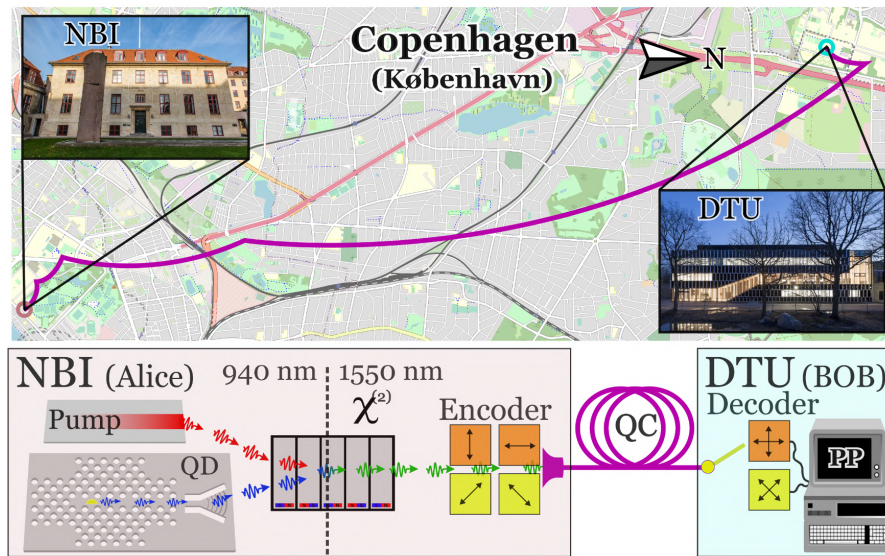 NBI
Copenhagen
(København)
N
DTU
NBI (Alice)
940 nm
1550 nm
χ⁽²⁾
Pump
QD
Encoder
QC
DTU (BOB)
Decoder
PP